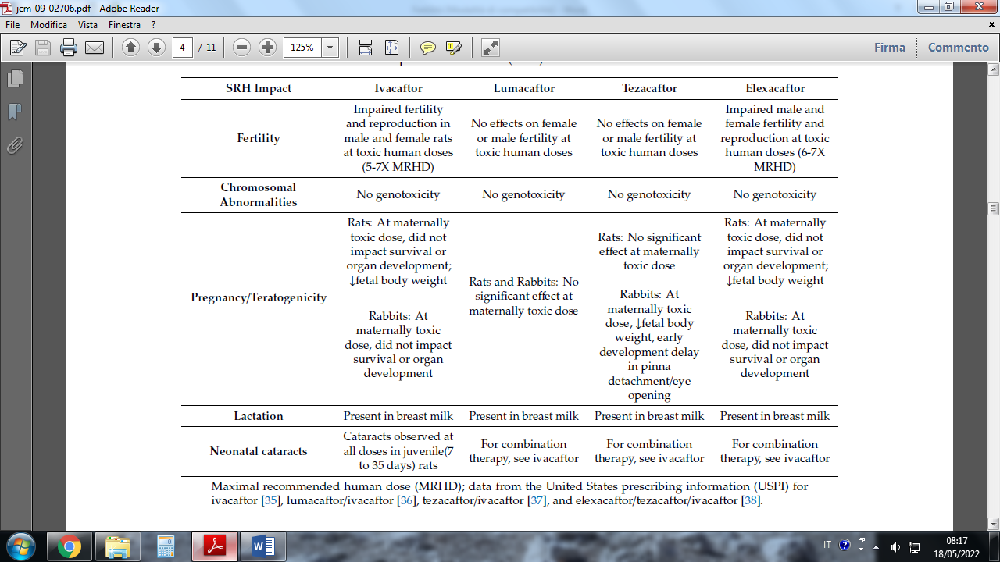 jcm-09-02706.pdf - Adobe Reader
File Modifica Vista Finestra ?
4 / 11 125% Firma Commento
SRH Impact Ivacaftor Lumacaftor Tezacaftor Elexacaftor
Fertility
Impaired fertility
and reproduction in
male and female rats
at toxic human doses
(5-7X MRHD)
No effects on female
or male fertility at
toxic human doses
No effects on female
or male fertility at
toxic human doses
Impaired male and
female fertility and
reproduction at toxic
human doses (6-7X
MRHD)
Chromosomal
Abnormalities
No genotoxicity No genotoxicity No genotoxicity No genotoxicity
Pregnancy/Teratogenicity
Rats: At maternally
toxic dose, did not
impact survival or
organ development;
↓fetal body weight
Rabbits: At
maternally toxic
dose, did not impact
survival or organ
development
Rats and Rabbits: No
significant effect at
maternally toxic dose
Rats: No significant
effect at maternally
toxic dose
Rabbits: At
maternally toxic
dose, ↓fetal body
weight, early
development delay
in pinna
detachment/eye
opening
Rats: At maternally
toxic dose, did not
impact survival or
organ development;
↓fetal body weight
Rabbits: At
maternally toxic
dose, did not impact
survival or organ
development
Lactation Present in breast milk Present in breast milk Present in breast milk Present in breast milk
Neonatal cataracts
Cataracts observed at
all doses in juvenile(7
to 35 days) rats
For combination
therapy, see ivacaftor
For combination
therapy, see ivacaftor
For combination
therapy, see ivacaftor
Maximal recommended human dose (MRHD); data from the United States prescribing information (USPI) for
ivacaftor [35], lumacaftor/ivacaftor [36], tezacaftor/ivacaftor [37], and elexacaftor/tezacaftor/ivacaftor [38].
IT
08:17
18/05/2022